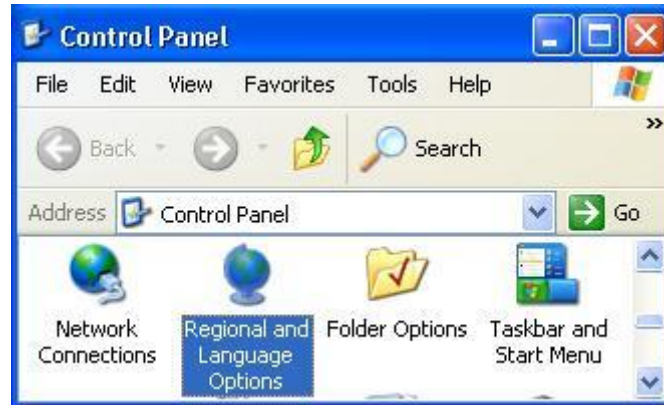 Control Panel
File Edit View Favorites Tools Help
Back Search »
Address Control Panel Go
Network Connections
Regional and Language Options
Folder Options
Taskbar and Start Menu